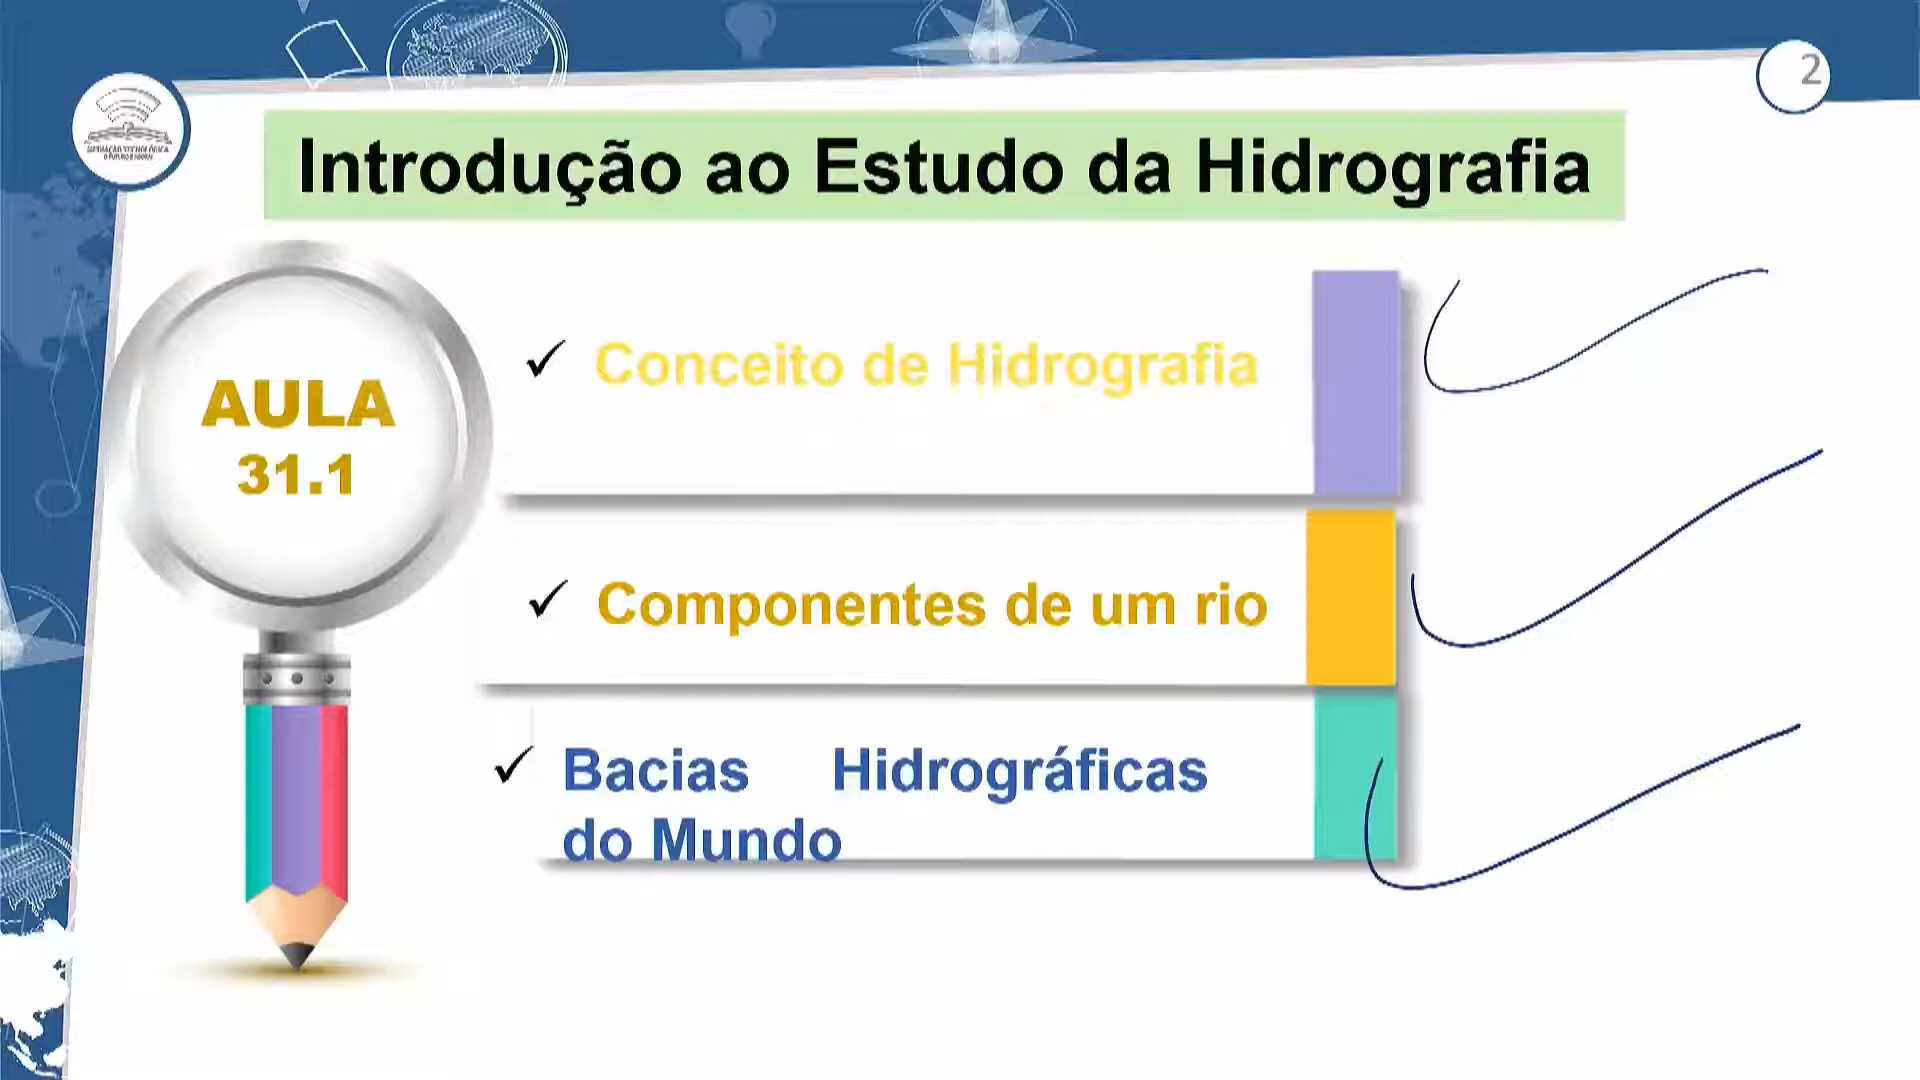 2
Introdução ao Estudo da Hidrografia
AULA
31.1
Conceito de Hidrografia
Componentes de um rio
Bacias Hidrográficas
do Mundo